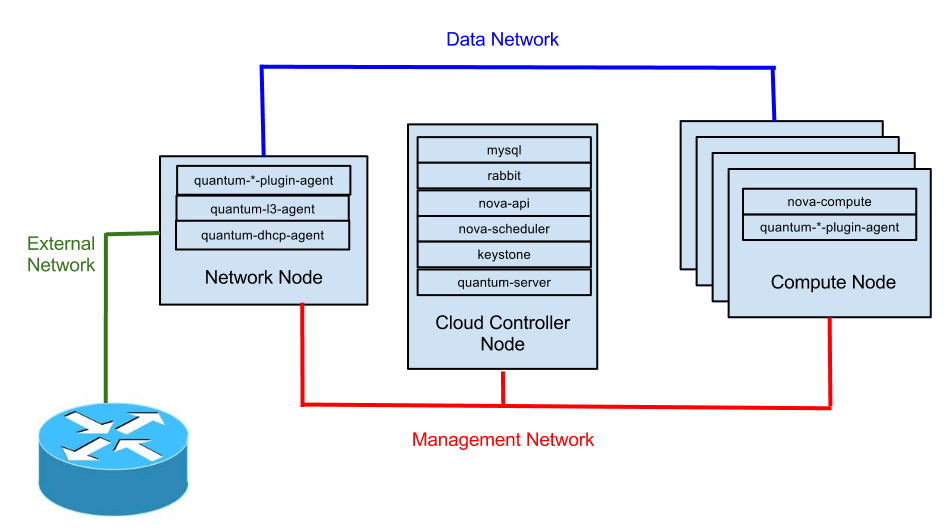 Data Network
mysql
rabbit
nova-api
nova-scheduler
keystone
quantum-server
Cloud Controller
Node
quantum-*-plugin-agent
quantum-l3-agent
quantum-dhcp-agent
Network Node
nova-compute
quantum-*-plugin-agent
Compute Node
External
Network
Management Network